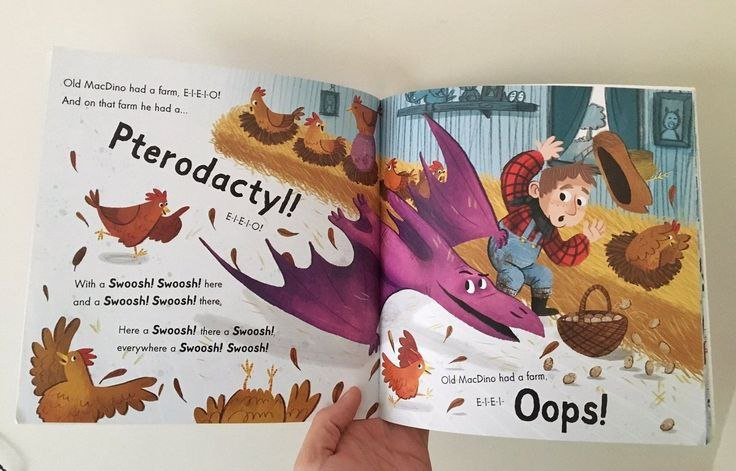 Old MacDino had a farm, E-I-E-I-O!
And on that farm he had a...
Pterodactyl!
E-I-E-I-O!
With a Swoosh! Swoosh! here
and a Swoosh! Swoosh! there,
Here a Swoosh! there a Swoosh!
everywhere a Swoosh! Swoosh!
Old MacDino had a farm,
E-I-E-I- Oops!